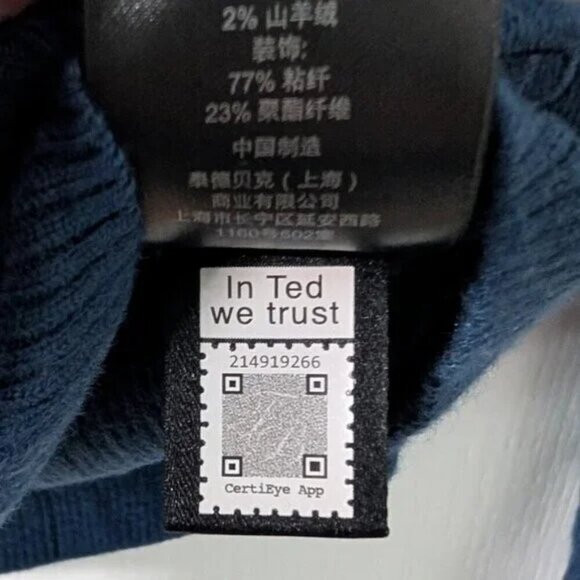 2% 山羊绒
装饰:
77% 粘纤
23% 聚酯纤维
中国制造
泰德贝克（上海）
商业有限公司
上海市长宁区延安西路
1160号602室
In Ted
we trust
214919266
CertiEye App